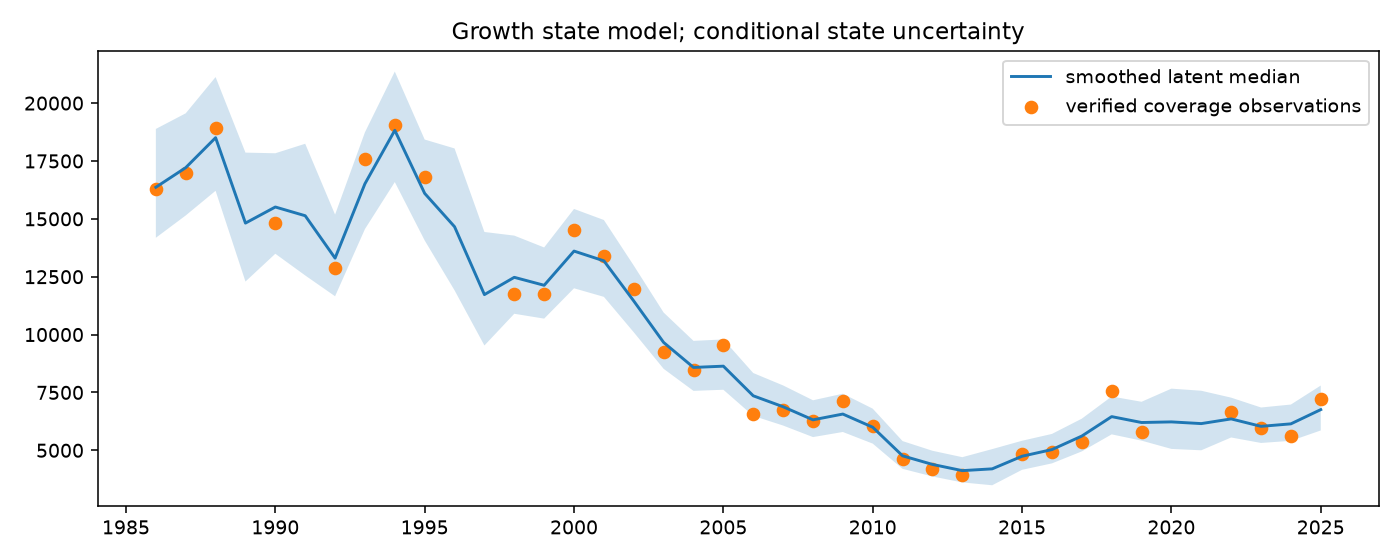 Growth state model; conditional state uncertainty
smoothed latent median
verified coverage observations
20000
17500
15000
12500
10000
7500
5000
1985 1990 1995 2000 2005 2010 2015 2020 2025